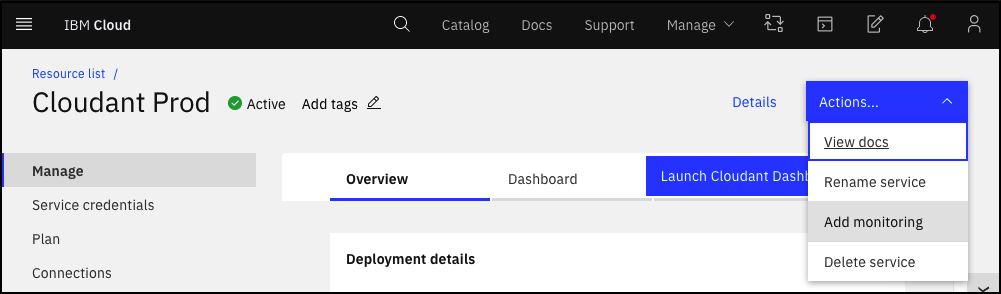 IBM Cloud Catalog Docs Support Manage
Resource list /
Cloudant Prod Active Add tags Details Actions...
View docs
Manage
Overview Dashboard Launch Cloudant Dashb
Rename service
Service credentials
Add monitoring
Plan
Deployment details
Delete service
Connections